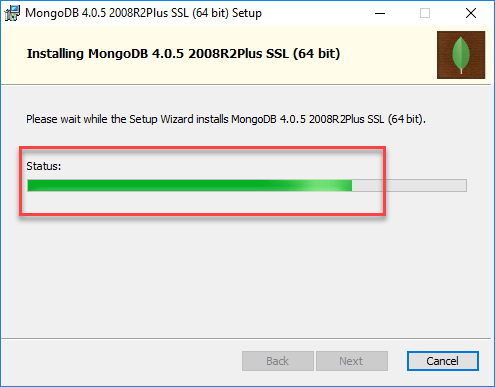 MongoDB 4.0.5 2008R2Plus SSL (64 bit) Setup
Installing MongoDB 4.0.5 2008R2Plus SSL (64 bit)
Please wait while the Setup Wizard installs MongoDB 4.0.5 2008R2Plus SSL (64 bit).
Status:
Back Next Cancel